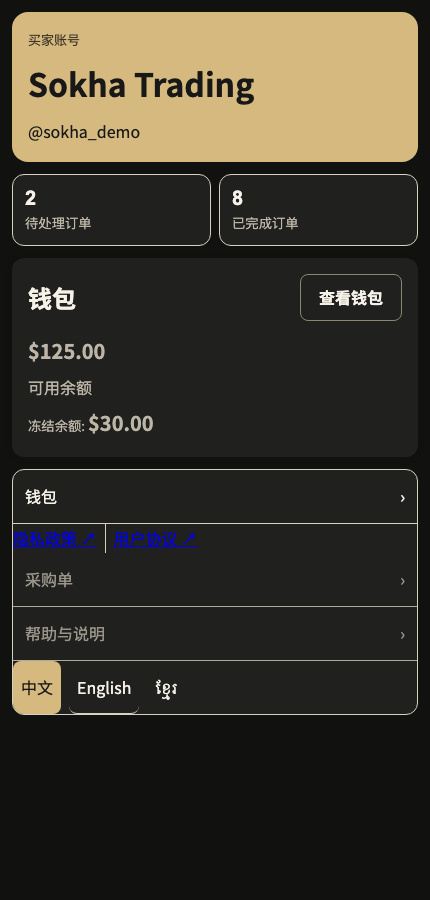 买家账号
Sokha Trading
@sokha_demo
2
待处理订单
8
已完成订单
钱包
查看钱包
$125.00
可用余额
冻结余额: $30.00
钱包 ›
隐私政策 ↗ 用户协议 ↗
采购单 ›
帮助与说明 ›
中文 English ខ្មែរ